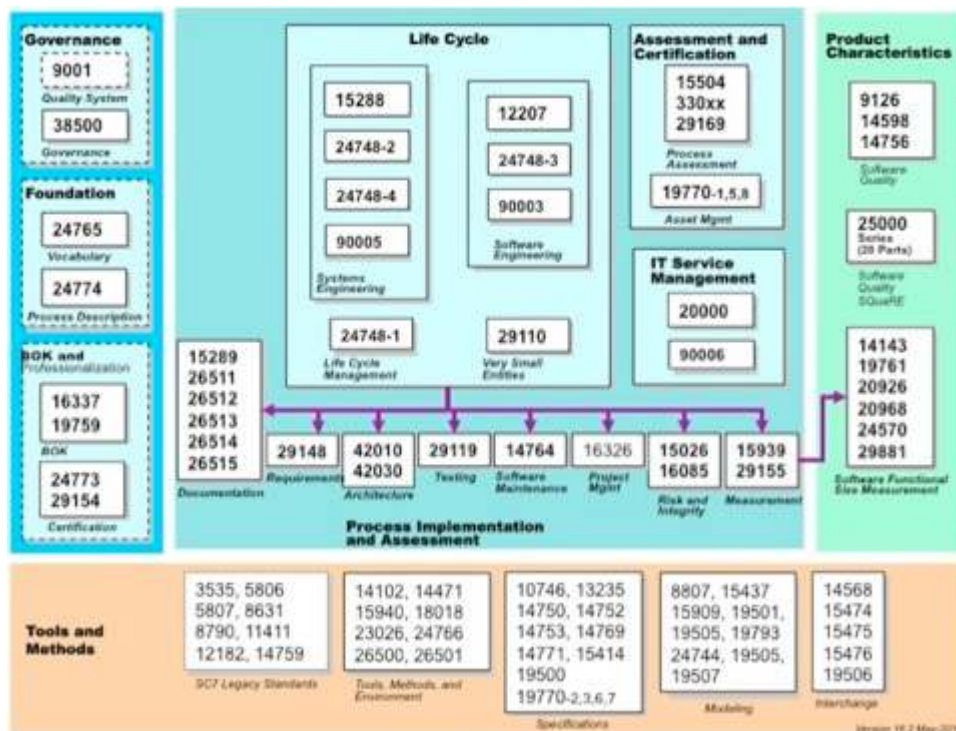 Governance
9001
Quality System
38500
Governance
Foundation
24765
Vocabulary
24774
Process Description
BOK and
Professionalization
16337
19759
BOK
24773
29154
Certification
Life Cycle
15288
24748-2
24748-4
90005
Systems
Engineering
12207
24748-3
90003
Software
Engineering
24748-1
Life Cycle
Management
29110
Very Small
Entities
Assessment and
Certification
15504
330xx
29169
Process
Assessment
19770-1,5,8
Asset Mgmt
IT Service
Management
20000
90006
15289
26511
26512
26513
26514
26515
Documentation
29148
Requirements
42010
42030
Architecture
29119
Testing
14764
Software
Maintenance
16326
Project
Mgmt
15026
16085
Risk and
Integrity
15939
29155
Measurement
Process Implementation
and Assessment
Product
Characteristics
9126
14598
14756
Software
Quality
25000
Series
(20 Parts)
Software
Quality
SQuaRE
14143
19761
20926
20968
24570
29881
Software Functional
Size Measurement
Tools and
Methods
3535, 5806
5807, 8631
8790, 11411
12182, 14759
SC7 Legacy Standards
14102, 14471
15940, 18018
23026, 24766
26500, 26501
Tools, Methods, and
Environment
10746, 13235
14750, 14752
14753, 14769
14771, 15414
19500
19770-2,3,6,7
Specifications
8807, 15437
15909, 19501,
19505, 19793
24744, 19505,
19507
Modeling
14568
15474
15475
15476
19506
Interchange
Version